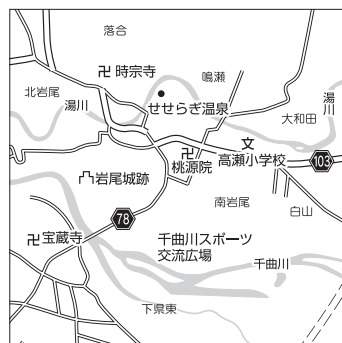 落合
卍 時宗寺
鳴瀬
北岩尾
湯川
せせらぎ温泉
湯川
大和田
文
高瀬小学校
103
卍
桃源院
岩尾城跡
南岩尾
白山
78
卍 宝蔵寺
千曲川スポーツ
交流広場
千曲川
下県東